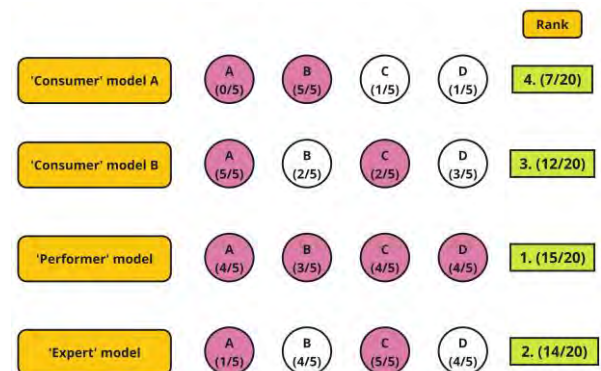 Rank
'Consumer' model A
A
(0/5)
B
(5/5)
C
(1/5)
D
(1/5)
4. (7/20)
'Consumer' model B
A
(5/5)
B
(2/5)
C
(2/5)
D
(3/5)
3. (12/20)
'Performer' model
A
(4/5)
B
(3/5)
C
(4/5)
D
(4/5)
1. (15/20)
'Expert' model
A
(1/5)
B
(4/5)
C
(5/5)
D
(4/5)
2. (14/20)